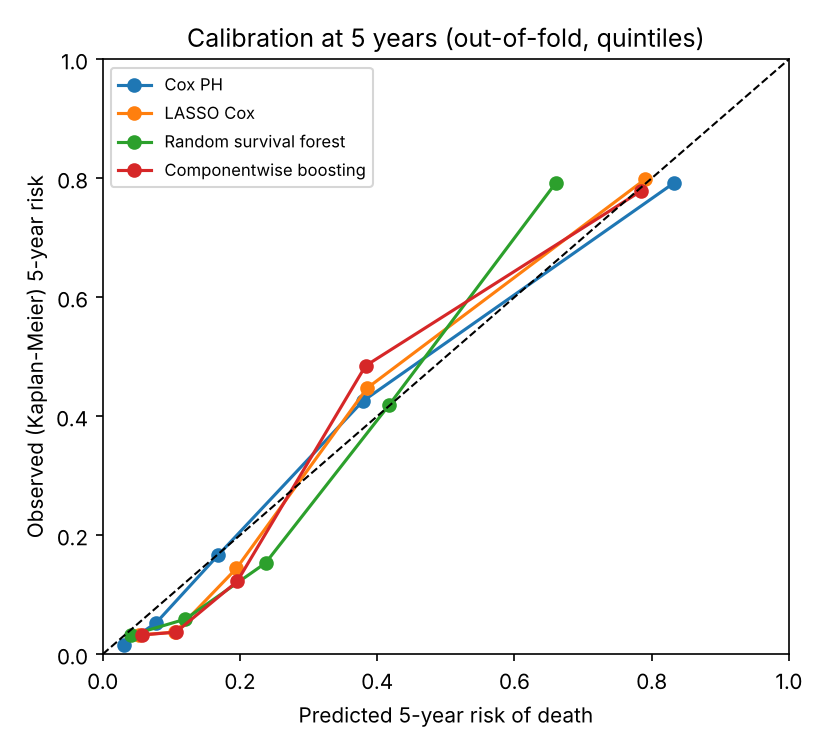 Calibration at 5 years (out-of-fold, quintiles)
Cox PH
LASSO Cox
Random survival forest
Componentwise boosting
Observed (Kaplan-Meier) 5-year risk
1.0
0.8
0.6
0.4
0.2
0.0
0.0 0.2 0.4 0.6 0.8 1.0
Predicted 5-year risk of death